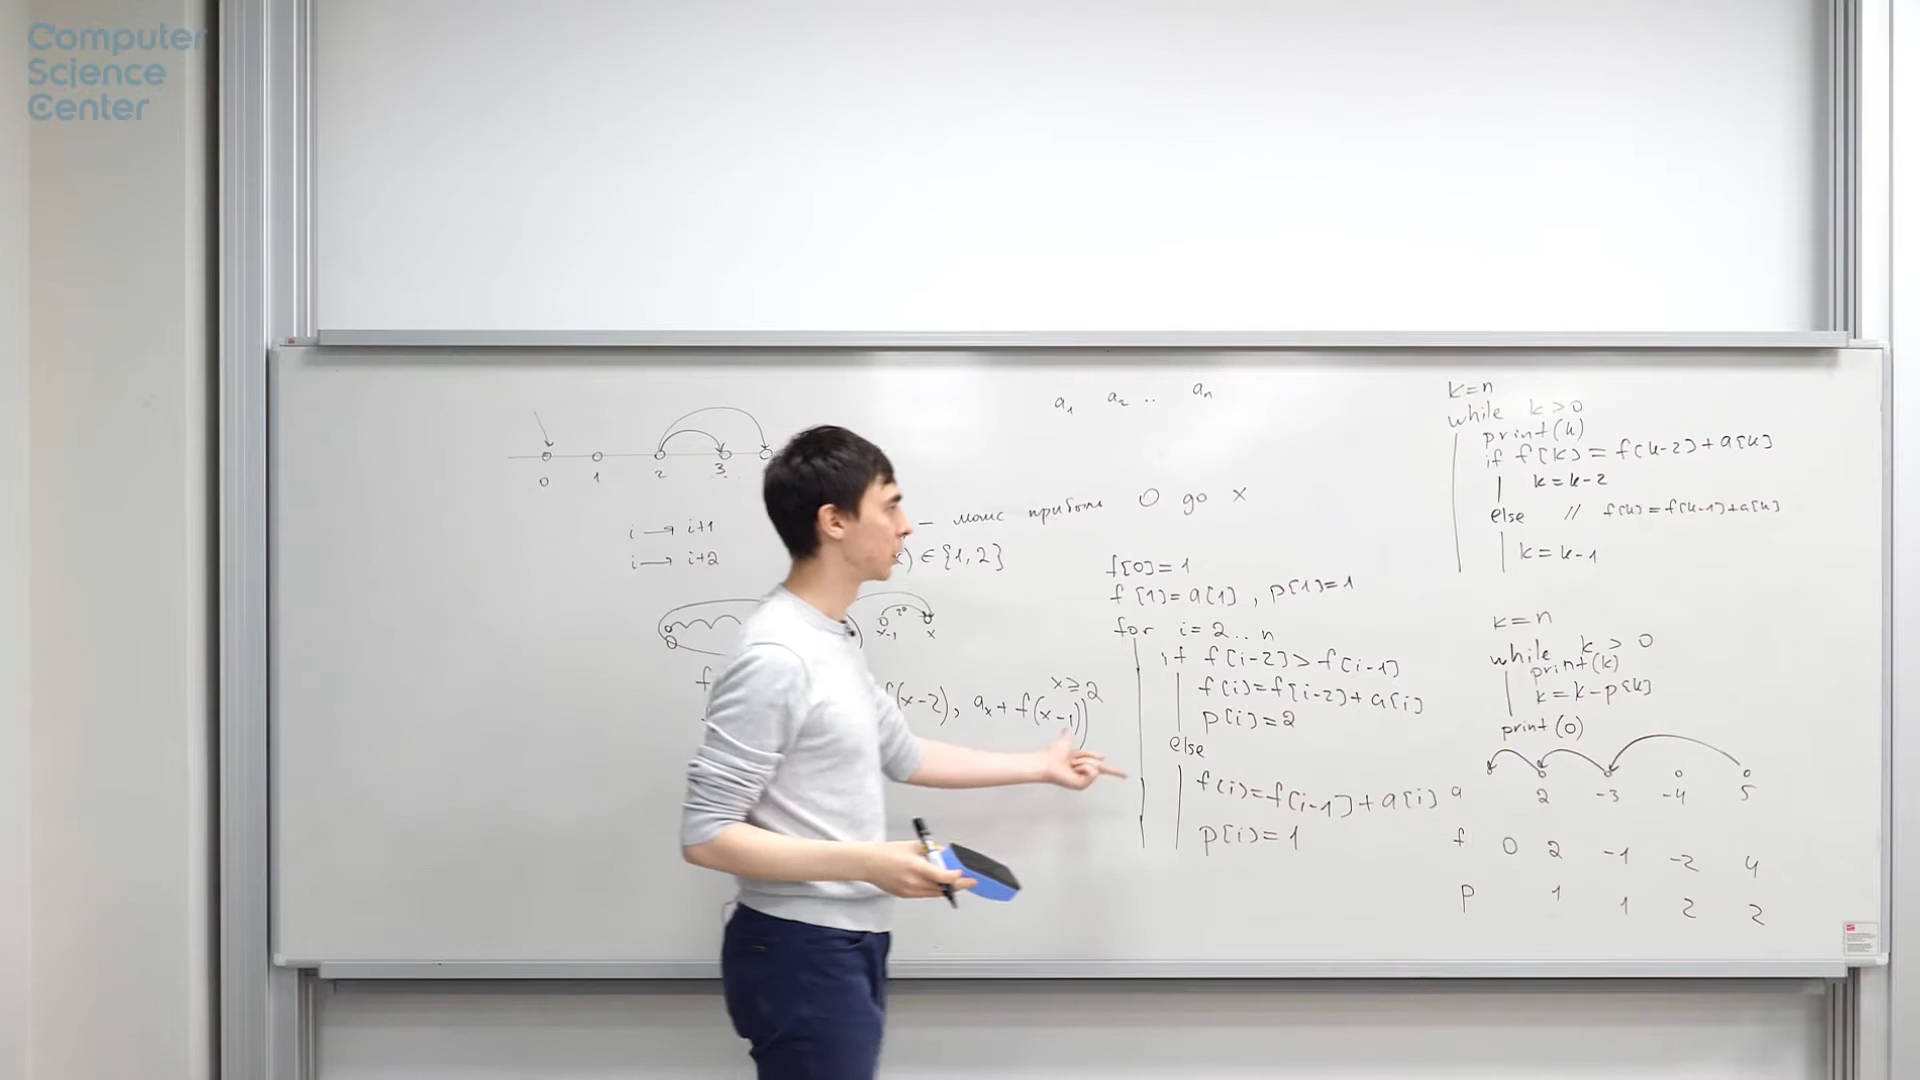 Computer
Science
Center
a₁ a₂ .. aₙ
0 1 2 3
i → i+1
i → i+2
— макс прибыль 0 до x
) ∈ {1,2}
x-1 x
f
(x-2), aₓ + f(x-1))
x ≥ 2
f[0]=1
f[1]=a[1], p[1]=1
for i=2..n
if f[i-2]>f[i-1]
f[i]=f[i-2]+a[i]
p[i]=2
else
f[i]=f[i-1]+a[i]
p[i]=1
k=n
while k>0
print(k)
if f[k]=f[k-2]+a[k]
k=k-2
else // f[k]=f[k-1]+a[k]
k=k-1
k=n
while k>0
print(k)
k=k-p[k]
print(0)
a 2 -3 -4 5
f 0 2 -1 -2 4
p 1 1 2 2